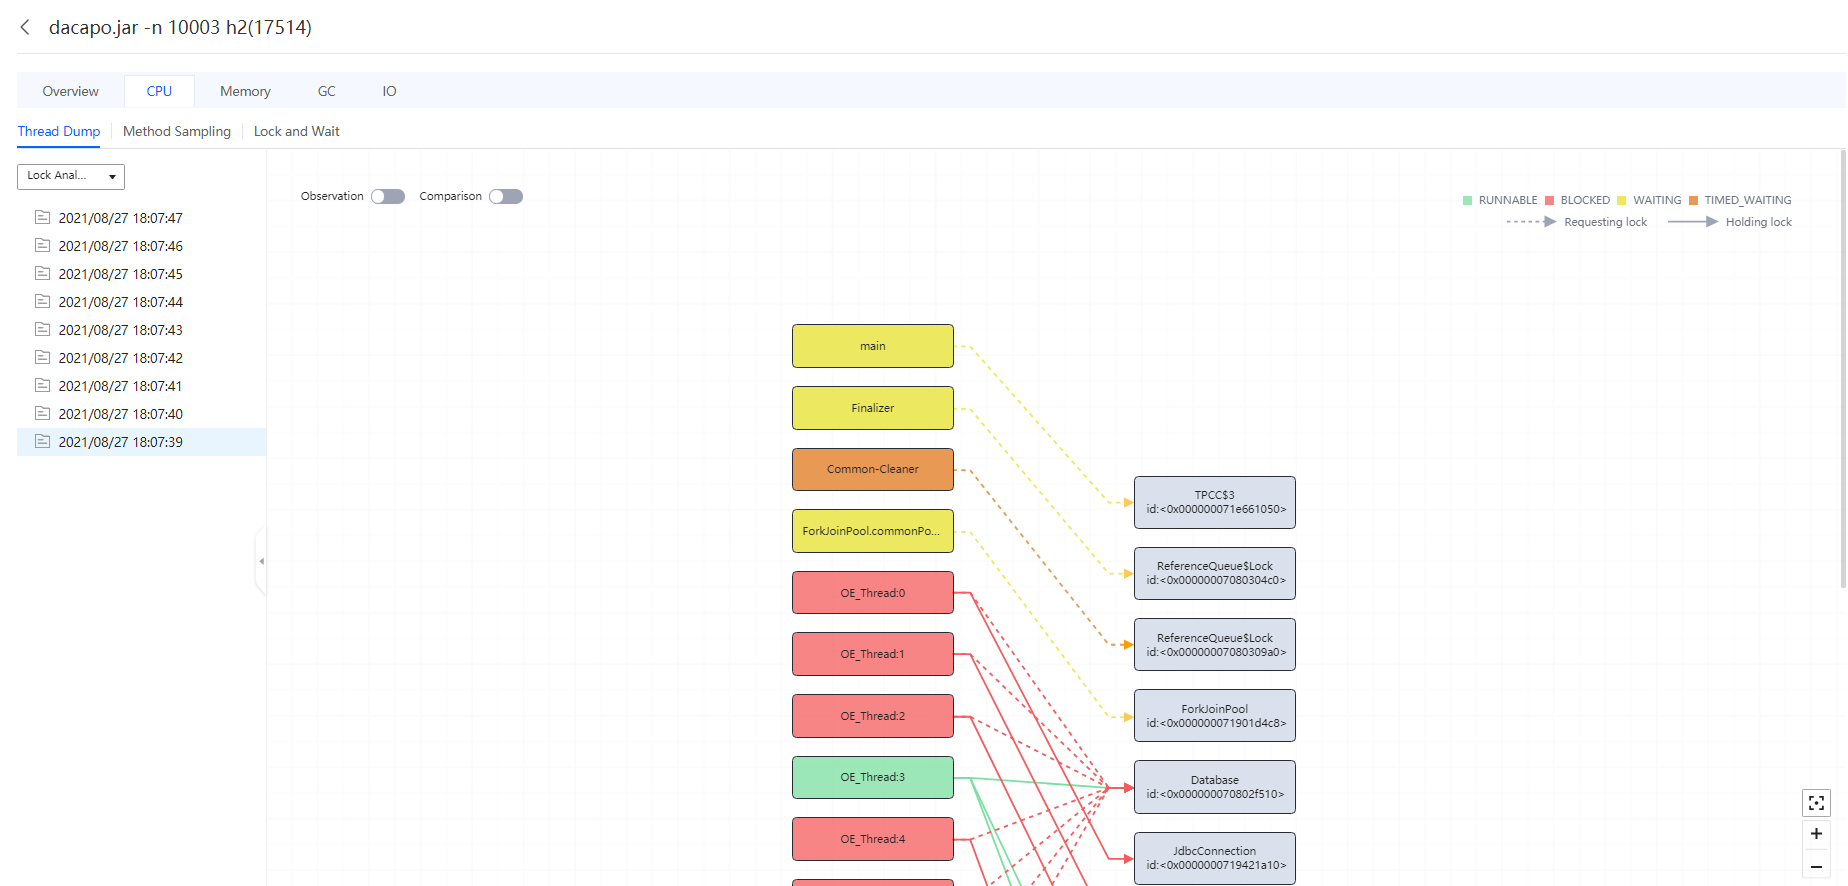 dacapo.jar -n 10003 h2(17514)
Overview CPU Memory GC IO
Thread Dump Method Sampling Lock and Wait
Lock Anal...
Observation Comparison
RUNNABLE BLOCKED WAITING TIMED_WAITING
Requesting lock Holding lock
2021/08/27 18:07:47
2021/08/27 18:07:46
2021/08/27 18:07:45
2021/08/27 18:07:44
2021/08/27 18:07:43
2021/08/27 18:07:42
2021/08/27 18:07:41
2021/08/27 18:07:40
2021/08/27 18:07:39
main
Finalizer
Common-Cleaner
ForkJoinPool.commonPo...
OE_Thread:0
OE_Thread:1
OE_Thread:2
OE_Thread:3
OE_Thread:4
TPCC$3
id:<0x000000071e661050>
ReferenceQueue$Lock
id:<0x00000007080304c0>
ReferenceQueue$Lock
id:<0x00000007080309a0>
ForkJoinPool
id:<0x000000071901d4c8>
Database
id:<0x000000070802f510>
JdbcConnection
id:<0x0000000719421a10>